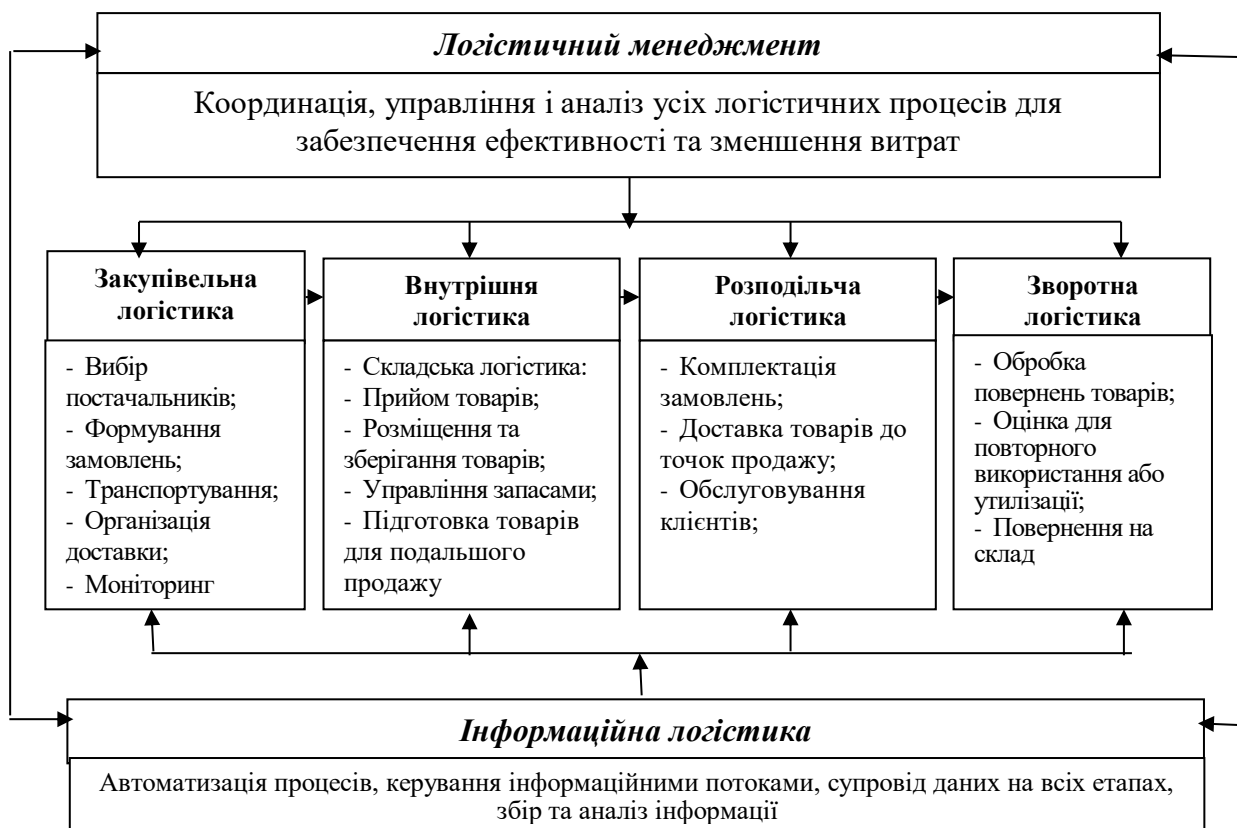 Логістичний менеджмент
Координація, управління і аналіз усіх логістичних процесів для
забезпечення ефективності та зменшення витрат
Закупівельна
логістика
- Вибір
постачальників;
- Формування
замовлень;
- Транспортування;
- Організація
доставки;
- Моніторинг
Внутрішня
логістика
- Складська логістика:
- Прийом товарів;
- Розміщення та
зберігання товарів;
- Управління запасами;
- Підготовка товарів
для подальшого
продажу
Розподільча
логістика
- Комплектація
замовлень;
- Доставка товарів до
точок продажу;
- Обслуговування
клієнтів;
Зворотна
логістика
- Обробка
повернень товарів;
- Оцінка для
повторного
використання або
утилізації;
- Повернення на
склад
Інформаційна логістика
Автоматизація процесів, керування інформаційними потоками, супровід даних на всіх етапах,
збір та аналіз інформації